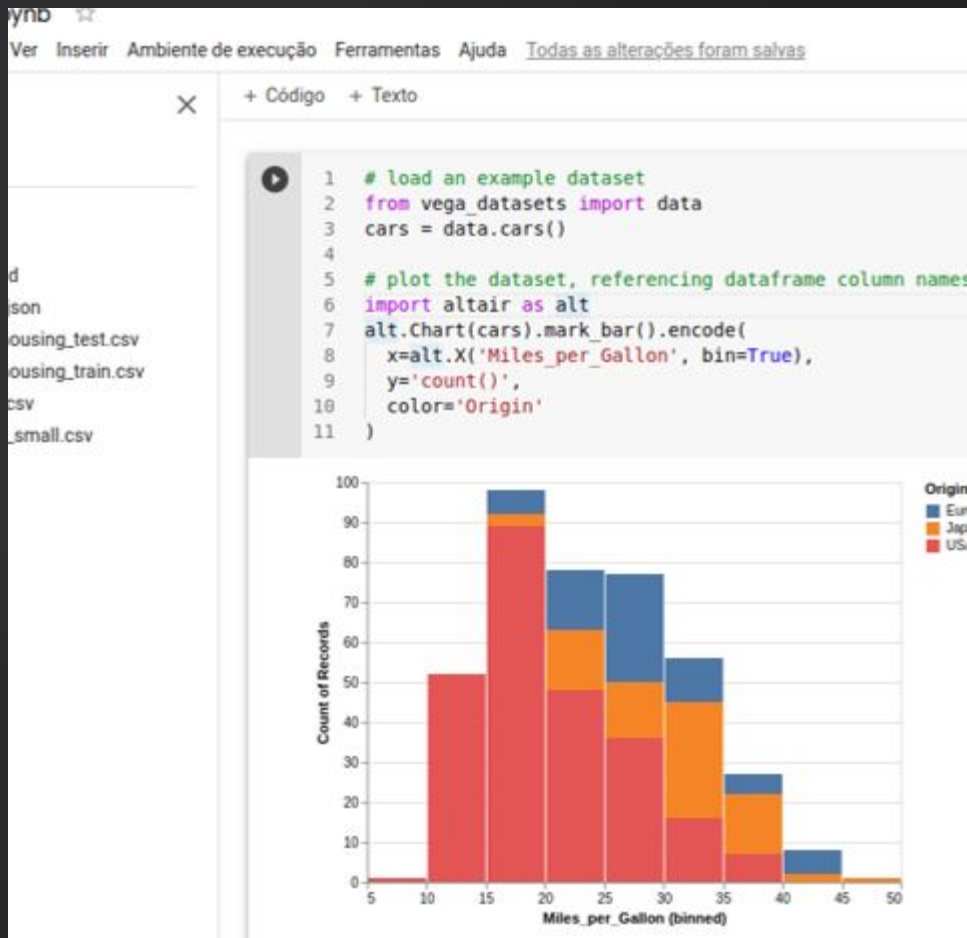 ynb
Ver Inserir Ambiente de execução Ferramentas Ajuda Todas as alterações foram salvas
+ Código + Texto
d
json
ousing_test.csv
ousing_train.csv
csv
_small.csv
1 # load an example dataset
2 from vega_datasets import data
3 cars = data.cars()
4
5 # plot the dataset, referencing dataframe column names
6 import altair as alt
7 alt.Chart(cars).mark_bar().encode(
8 x=alt.X('Miles_per_Gallon', bin=True),
9 y='count()',
10 color='Origin'
11 )
Origin
Eur
Jap
USA
Count of Records
100
90
80
70
60
50
40
30
20
10
0
5 10 15 20 25 30 35 40 45 50
Miles_per_Gallon (binned)